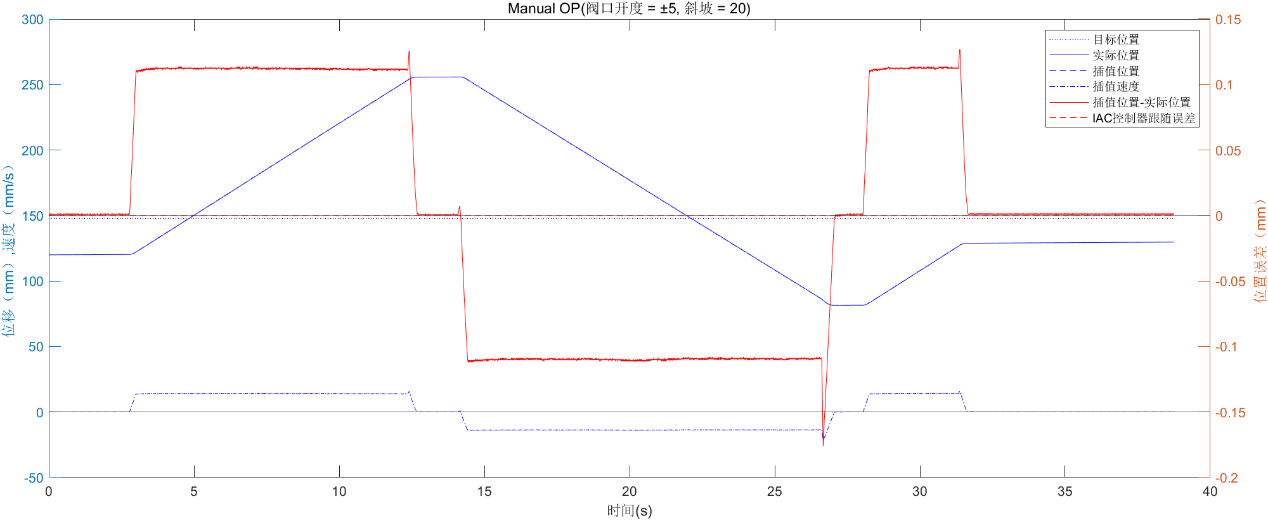 Manual OP(阀口开度 = ±5, 斜坡 = 20)
300
250
200
150
100
50
0
-50
位移（mm）,速度（mm/s）
0.15
0.1
0.05
0
-0.05
-0.1
-0.15
-0.2
位置误差（mm）
目标位置
实际位置
插值位置
插值速度
插值位置-实际位置
IAC控制器跟随误差
0 5 10 15 20 25 30 35 40
时间(s)